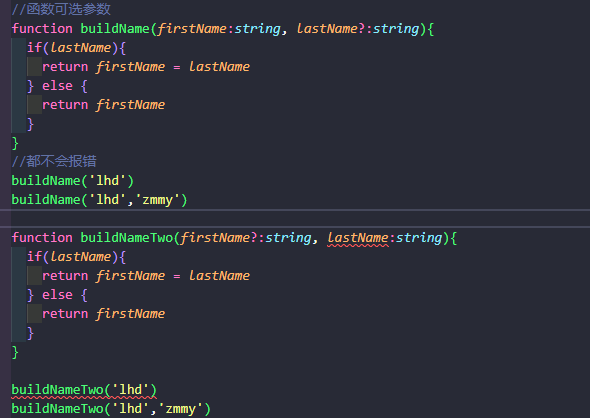 //函数可选参数
function buildName(firstName:string, lastName?:string){
if(lastName){
return firstName = lastName
} else {
return firstName
}
}
//都不会报错
buildName('lhd')
buildName('lhd','zmmy')
function buildNameTwo(firstName?:string, lastName:string){
if(lastName){
return firstName = lastName
} else {
return firstName
}
}
buildNameTwo('lhd')
buildNameTwo('lhd','zmmy')